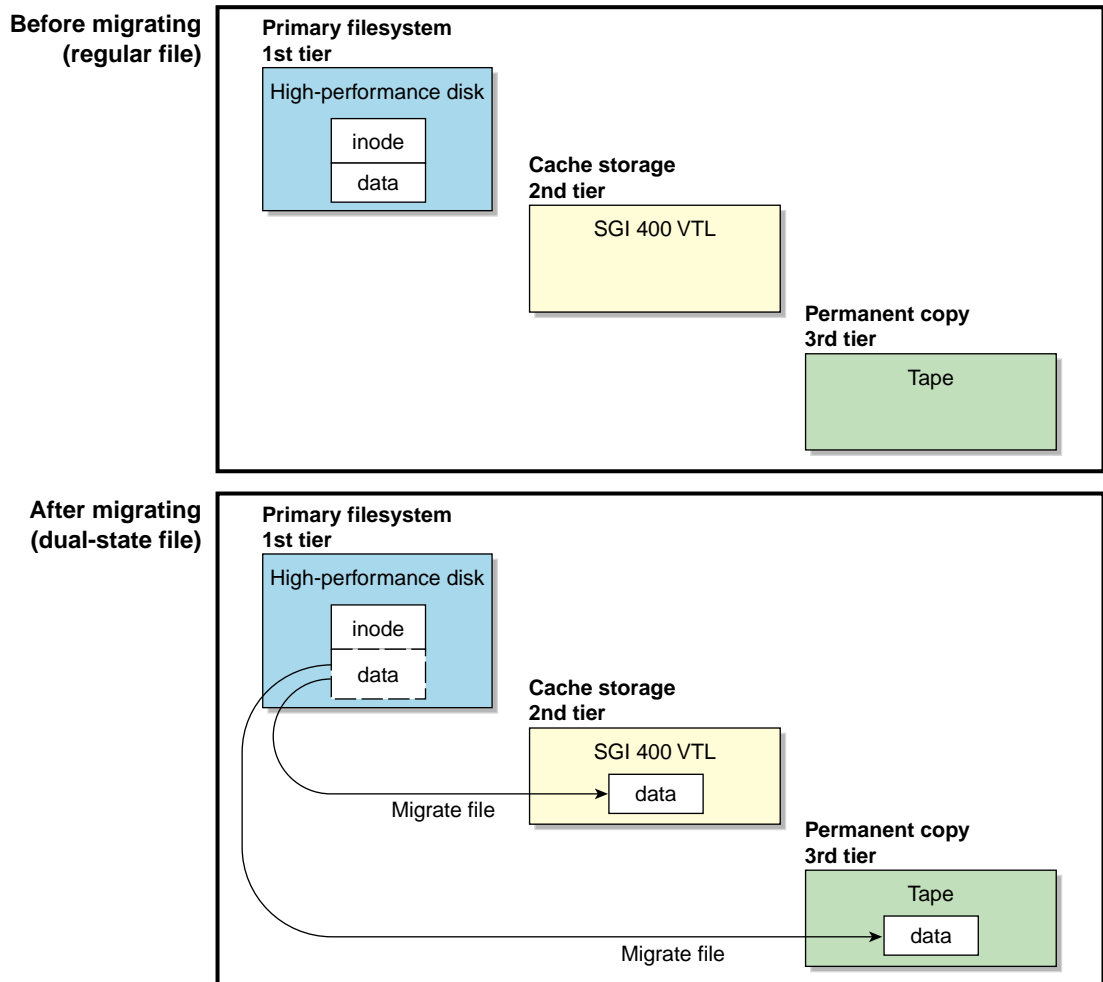 Before migrating
(regular file)
Primary filesystem
1st tier
High-performance disk
inode
data
Cache storage
2nd tier
SGI 400 VTL
Permanent copy
3rd tier
Tape
After migrating
(dual-state file)
Primary filesystem
1st tier
High-performance disk
inode
data
Cache storage
2nd tier
SGI 400 VTL
data
Migrate file
Permanent copy
3rd tier
Tape
data
Migrate file